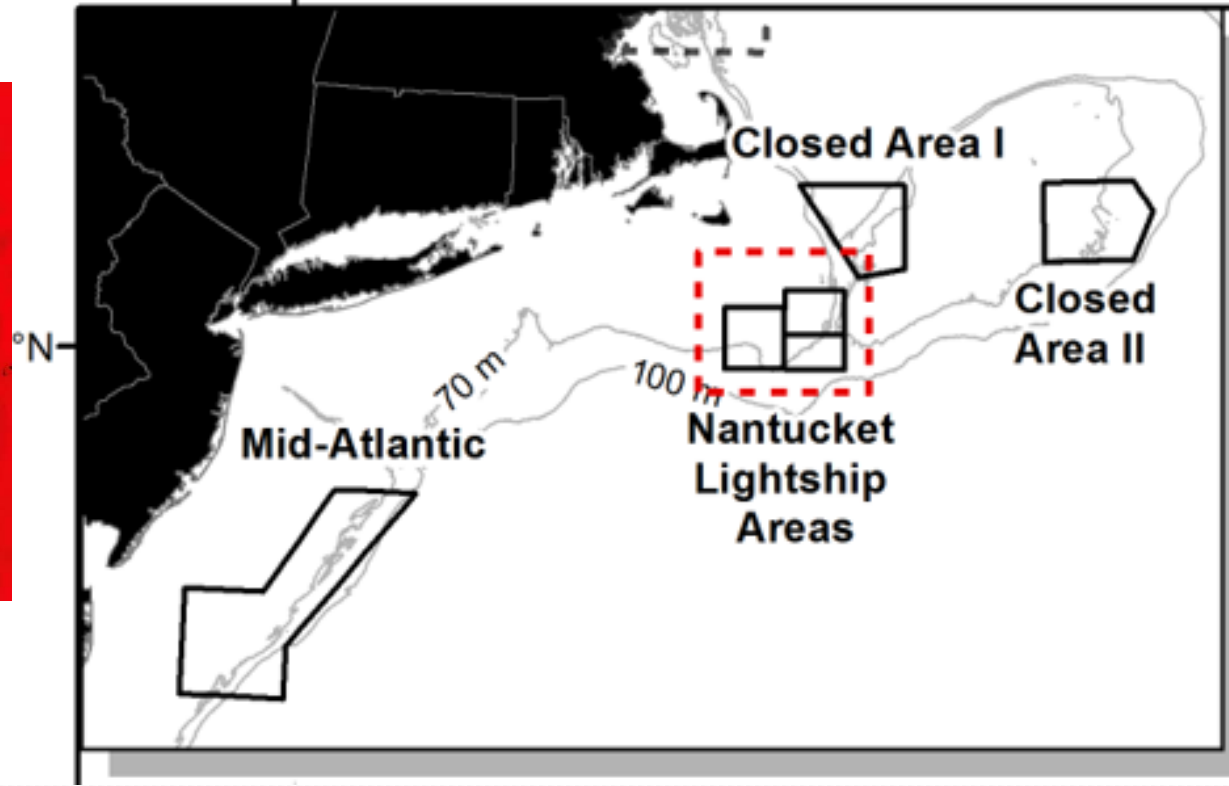 Closed Area I
Closed
Area II
°N
70 m
100 m
Mid-Atlantic
Nantucket
Lightship
Areas